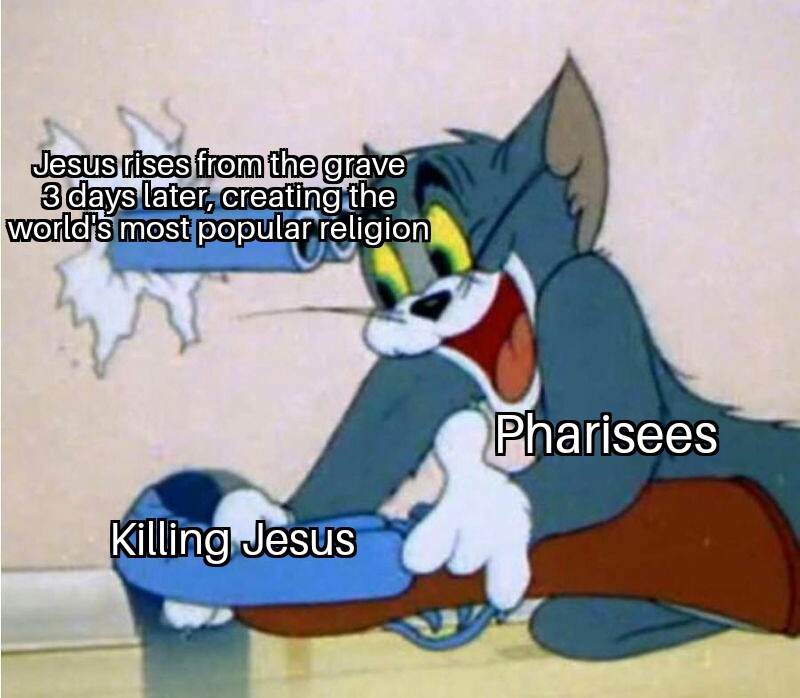 Jesus rises from the grave
3 days later, creating the
world's most popular religion
Pharisees
Killing Jesus